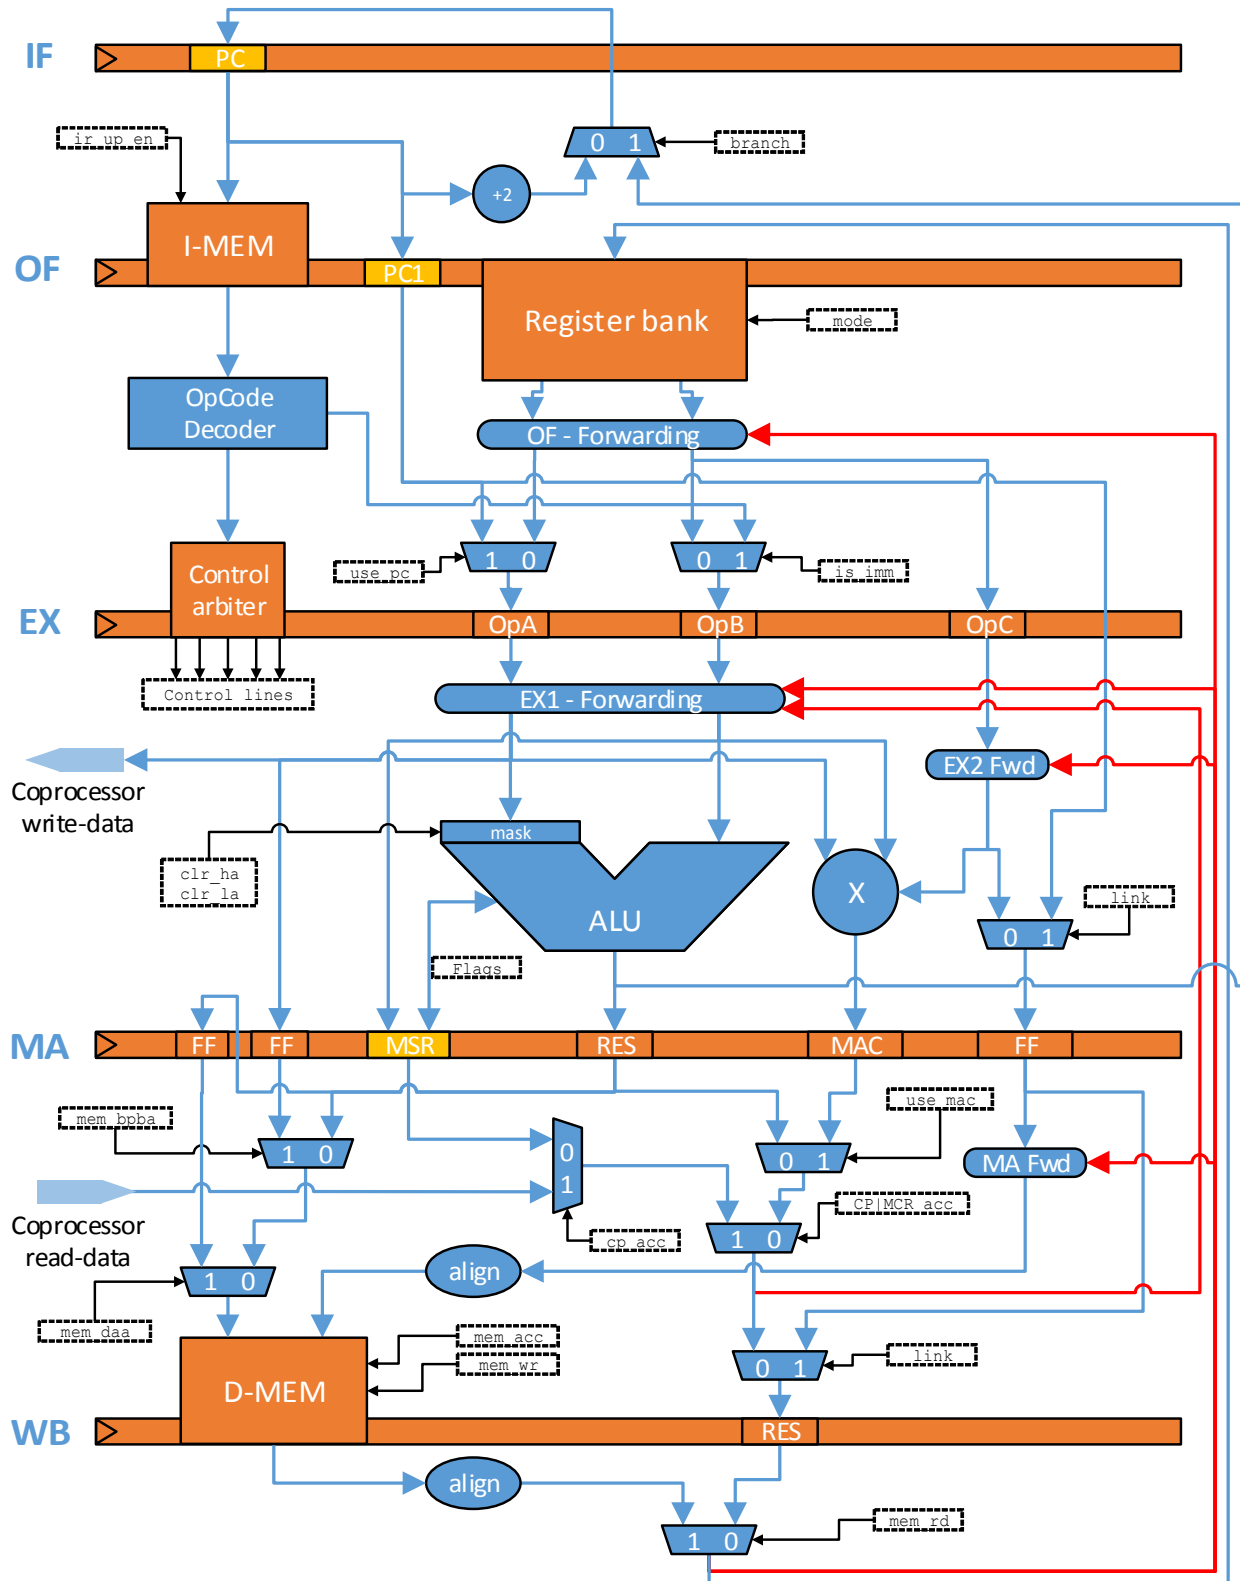 IF
PC
ir_up_en
0 1
branch
+2
I-MEM
OF
PC1
Register bank
mode
OpCode
Decoder
OF - Forwarding
Control
arbiter
use_pc
1 0
0 1
is_imm
EX
OpA
OpB
OpC
Control lines
EX1 - Forwarding
EX2 Fwd
Coprocessor
write-data
mask
clr_ha
clr_la
ALU
X
link
0 1
Flags
MA
FF
FF
MSR
RES
MAC
FF
mem_bpba
1 0
0
1
use_mac
0 1
MA Fwd
Coprocessor
read-data
cp_acc
CP|MCR_acc
1 0
1 0
align
mem_daa
mem_acc
mem_wr
0 1
link
D-MEM
WB
RES
align
mem_rd
1 0